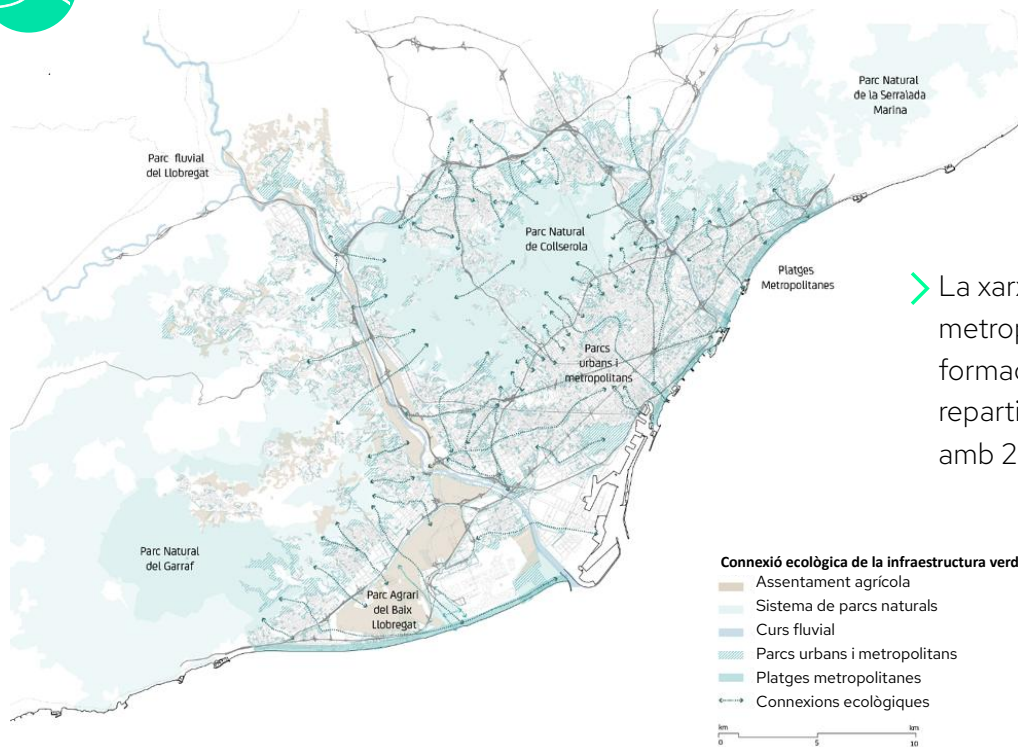 Parc Natural
de la Serralada
Marina
Parc fluvial
del Llobregat
Parc Natural
de Collserola
Platges
Metropolitanes
Parcs
urbans i
metropolitans
Parc Natural
del Garraf
Parc Agrari
del Baix
Llobregat
La xar
metrop
formac
reparti
amb 2
Connexió ecològica de la infraestructura verd
Assentament agrícola
Sistema de parcs naturals
Curs fluvial
Parcs urbans i metropolitans
Platges metropolitanes
Connexions ecològiques
km km
0 5 10